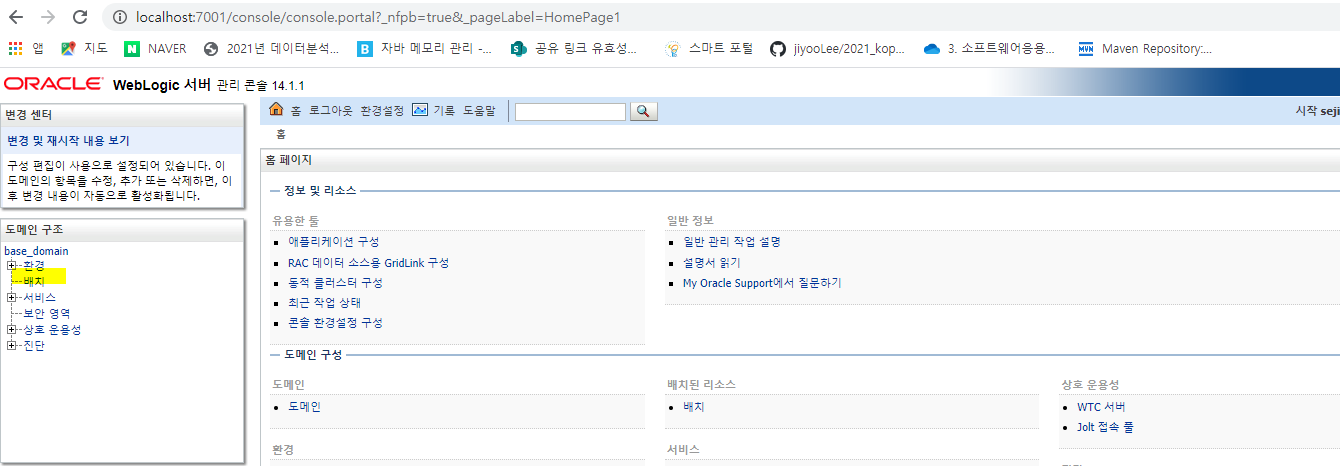 localhost:7001/console/console.portal?_nfpb=true&_pageLabel=HomePage1
앱 지도 NAVER 2021년 데이터분석... 자바 메모리 관리 -... 공유 링크 유효성... 스마트 포털 jiyooLee/2021_kop... 3. 소프트웨어응용... Maven Repository:...
ORACLE WebLogic 서버 관리 콘솔 14.1.1
변경 센터
변경 및 재시작 내용 보기
구성 편집이 사용으로 설정되어 있습니다. 이
도메인의 항목을 수정, 추가 또는 삭제하면, 이
후 변경 내용이 자동으로 활성화됩니다.
도메인 구조
base_domain
환경
배치
서비스
보안 영역
상호 운용성
진단
홈 로그아웃 환경설정 기록 도움말
시작 seji
홈
홈 페이지
정보 및 리소스
유용한 툴
애플리케이션 구성
RAC 데이터 소스용 GridLink 구성
동적 클러스터 구성
최근 작업 상태
콘솔 환경설정 구성
일반 정보
일반 관리 작업 설명
설명서 읽기
My Oracle Support에서 질문하기
도메인 구성
도메인
도메인
배치된 리소스
배치
상호 운용성
WTC 서버
Jolt 접속 풀
환경
서비스